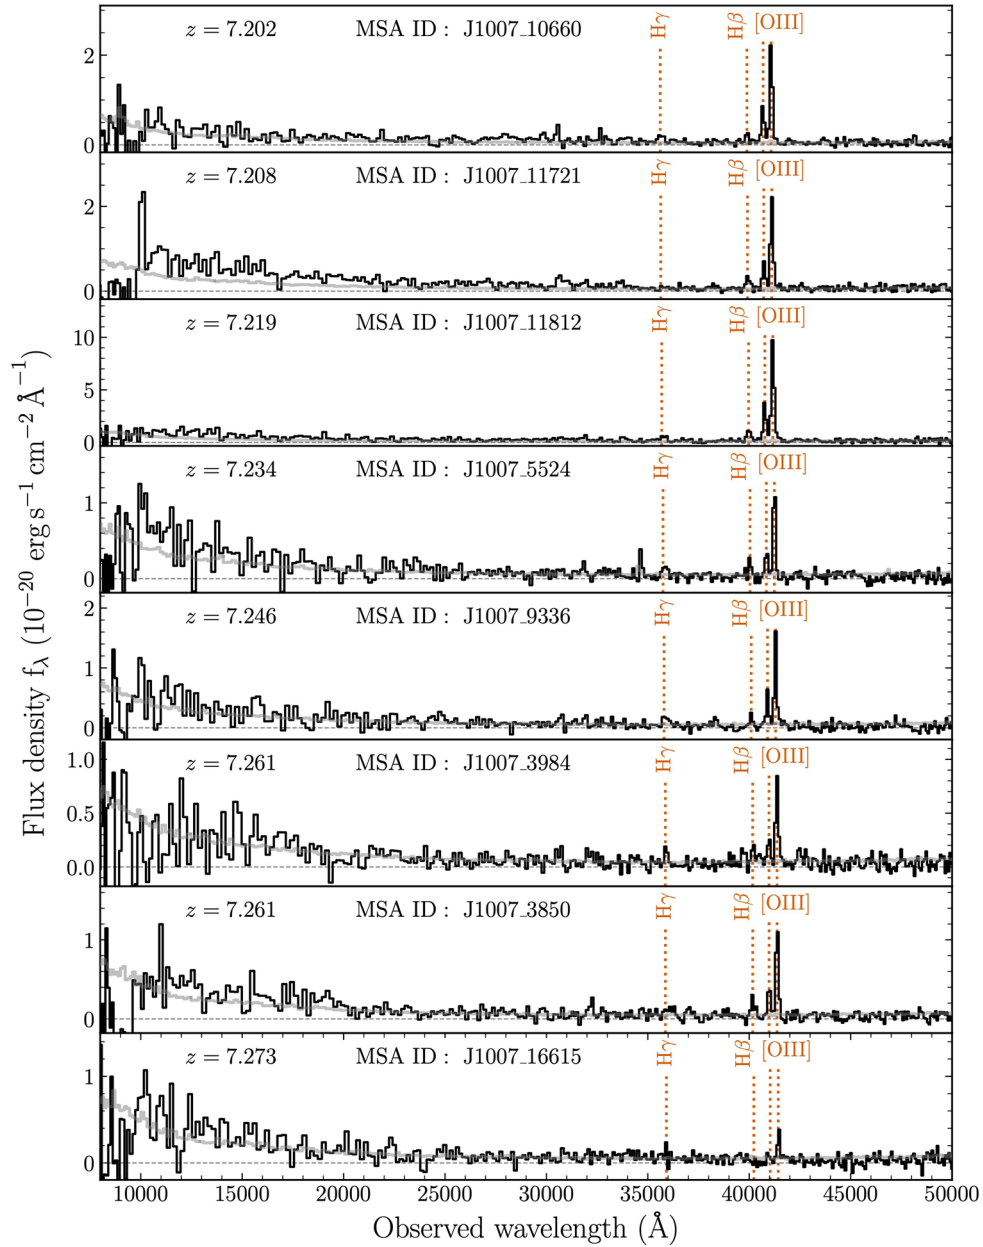 z = 7.202 MSA ID : J1007_10660 Hγ Hβ [OIII]
2
0
z = 7.208 MSA ID : J1007_11721 Hγ Hβ [OIII]
2
0
z = 7.219 MSA ID : J1007_11812 Hγ Hβ [OIII]
10
5
0
z = 7.234 MSA ID : J1007_5524 Hγ Hβ [OIII]
1
0
z = 7.246 MSA ID : J1007_9336 Hγ Hβ [OIII]
2
1
0
z = 7.261 MSA ID : J1007_3984 Hγ Hβ [OIII]
1.0
0.5
0.0
z = 7.261 MSA ID : J1007_3850 Hγ Hβ [OIII]
1
0
z = 7.273 MSA ID : J1007_16615 Hγ Hβ [OIII]
1
0
10000 15000 20000 25000 30000 35000 40000 45000 50000
Observed wavelength (Å)
Flux density fλ (10⁻²⁰ erg s⁻¹ cm⁻² Å⁻¹)